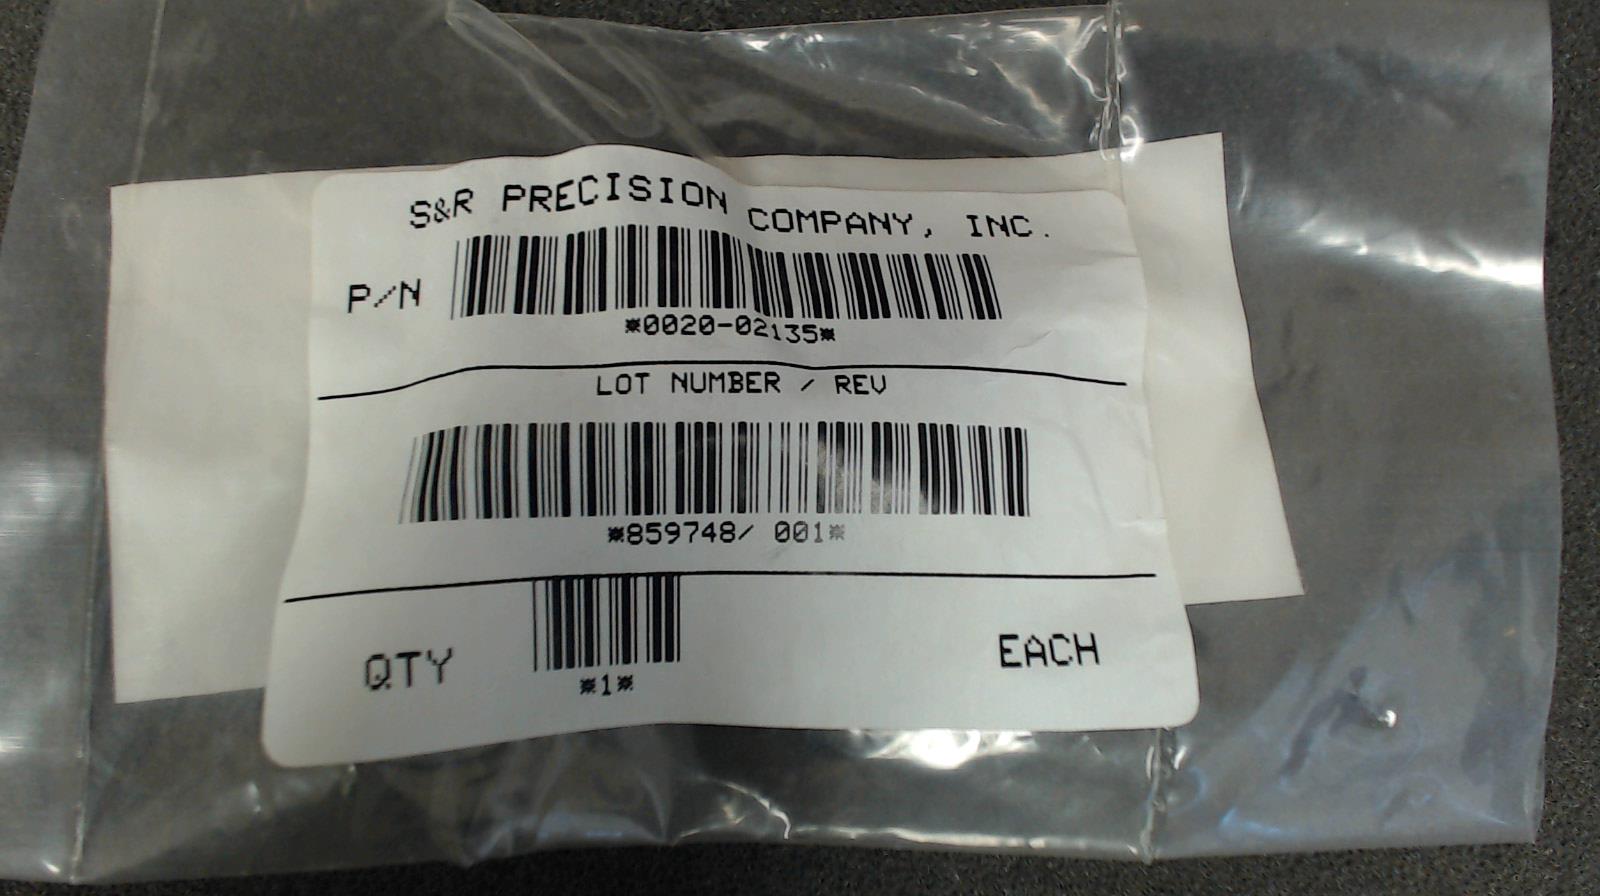 S&R PRECISION COMPANY, INC.
P/N
*0020-02135*
LOT NUMBER / REV
*859748/ 001*
QTY
*1*
EACH